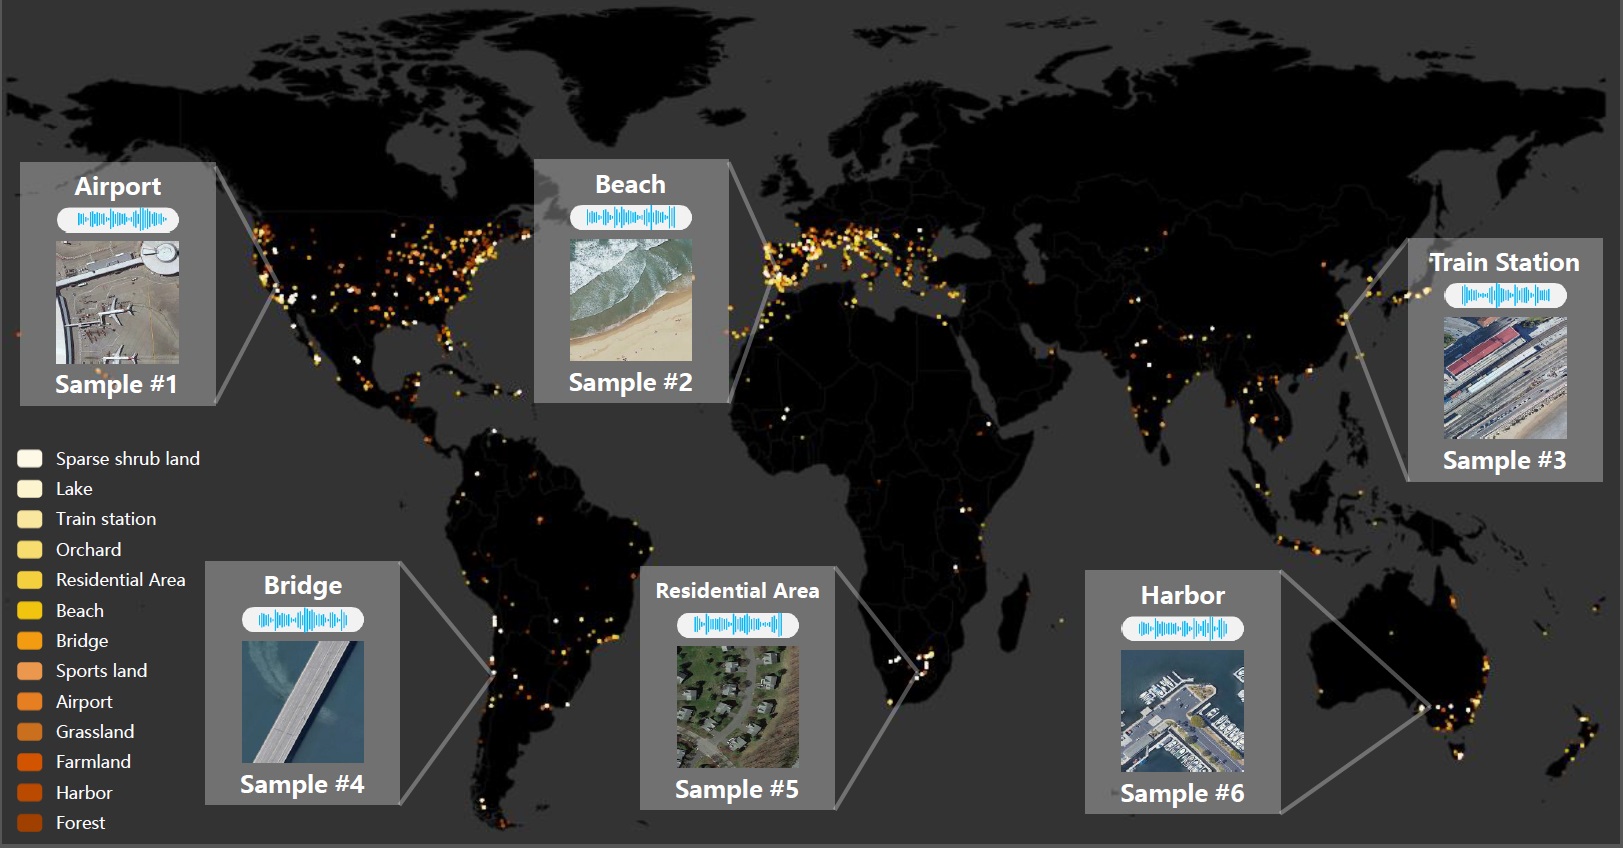 Airport
Sample #1
Beach
Sample #2
Train Station
Sample #3
Sparse shrub land
Lake
Train station
Orchard
Residential Area
Beach
Bridge
Sports land
Airport
Grassland
Farmland
Harbor
Forest
Bridge
Sample #4
Residential Area
Sample #5
Harbor
Sample #6